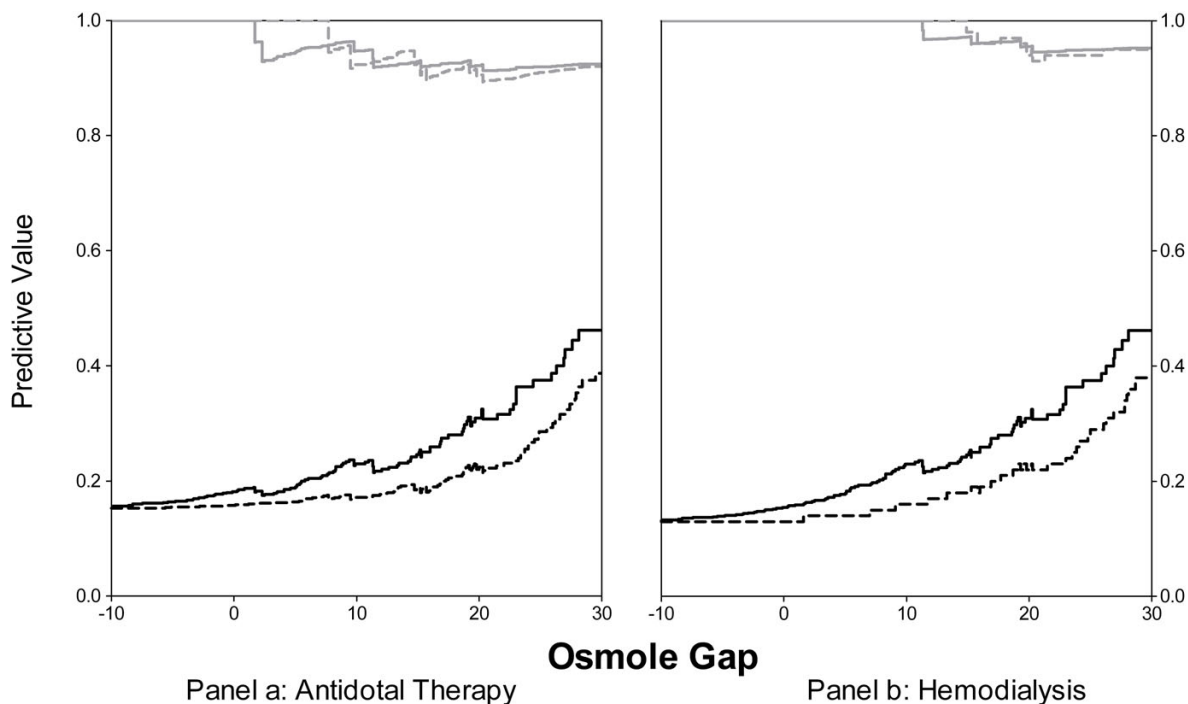 Predictive Value
1.0
0.8
0.6
0.4
0.2
0.0
-10 0 10 20 30
1.0
0.8
0.6
0.4
0.2
0.0
-10 0 10 20 30
Osmole Gap
Panel a: Antidotal Therapy
Panel b: Hemodialysis